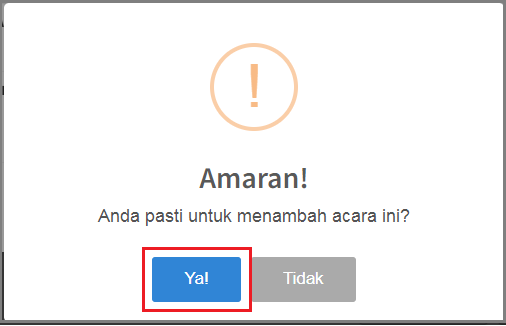 !
Amaran!
Anda pasti untuk menambah acara ini?
Ya! Tidak